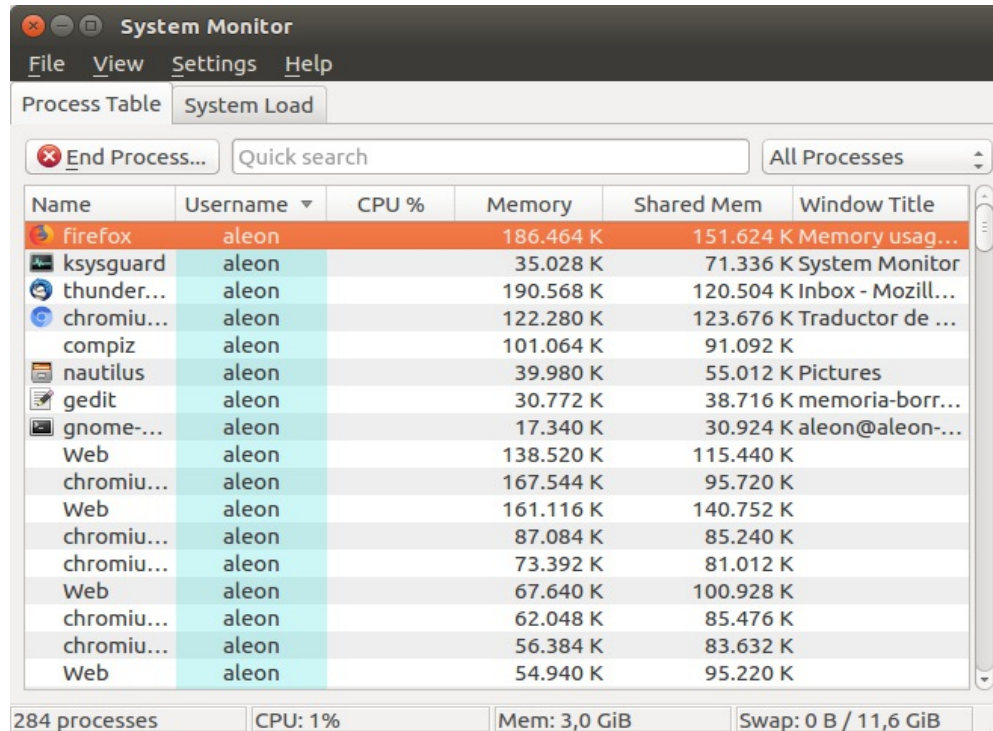 System Monitor
File View Settings Help
Process Table System Load
End Process... Quick search All Processes
Name Username CPU % Memory Shared Mem Window Title
firefox aleon 186.464 K 151.624 K Memory usag...
ksysguard aleon 35.028 K 71.336 K System Monitor
thunder... aleon 190.568 K 120.504 K Inbox - Mozill...
chromiu... aleon 122.280 K 123.676 K Traductor de ...
compiz aleon 101.064 K 91.092 K
nautilus aleon 39.980 K 55.012 K Pictures
gedit aleon 30.772 K 38.716 K memoria-borr...
gnome-... aleon 17.340 K 30.924 K aleon@aleon-...
Web aleon 138.520 K 115.440 K
chromiu... aleon 167.544 K 95.720 K
Web aleon 161.116 K 140.752 K
chromiu... aleon 87.084 K 85.240 K
chromiu... aleon 73.392 K 81.012 K
Web aleon 67.640 K 100.928 K
chromiu... aleon 62.048 K 85.476 K
chromiu... aleon 56.384 K 83.632 K
Web aleon 54.940 K 95.220 K
284 processes CPU: 1% Mem: 3,0 GiB Swap: 0 B / 11,6 GiB